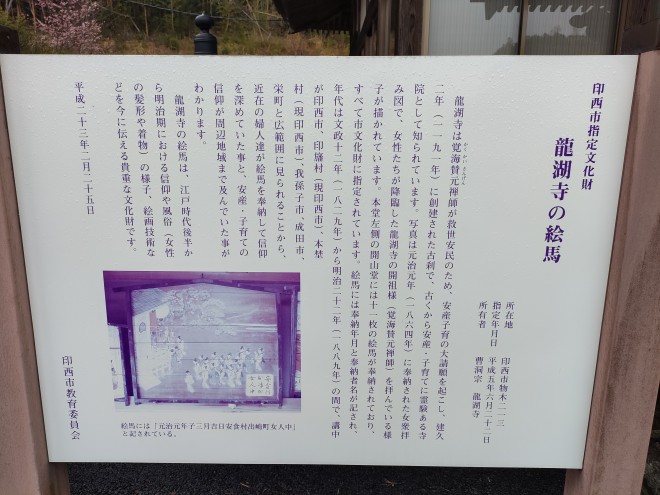 印西市指定文化財
龍湖寺の絵馬
所在地　印西市物木二一三
指定年月日　平成五年六月二十二日
所有者　曹洞宗　龍湖寺
龍湖寺は覚海賛元禅師が救世安民のため、安産子育の大請願を起こし、建久
二年（一一九一年）に創建された古刹で、古くから安産・子育てに霊験ある寺
院として知られています。写真は元治元年（一八六四年）に奉納された女衆拝
み図で、女性たちが降臨した龍湖寺の開祖様（覚海賛元禅師）を拝んでいる様
子が描かれています。本堂左側の開山堂には十一枚の絵馬が奉納されており、
すべて市文化財に指定されています。絵馬には奉納年月と奉納者名が記され、
年代は文政十二年（一八二九年）から明治二十二年（一八八九年）の間で、講中
が印西市、印旛村（現印西市）、本埜
村（現印西市）、我孫子市、成田市、
栄町と広範囲に見られることから、
近在の婦人達が絵馬を奉納して信仰
を深めていた事と、安産・子育ての
信仰が周辺地域まで及んでいた事が
わかります。
龍湖寺の絵馬は、江戸時代後半か
ら明治期における信仰や風俗（女性
の髪形や着物）の様子、絵画技術な
どを今に伝える貴重な文化財です。
平成二十三年二月二十五日
印西市教育委員会
絵馬には「元治元年子三月吉日安食村出崎町女人中」
と記されている。